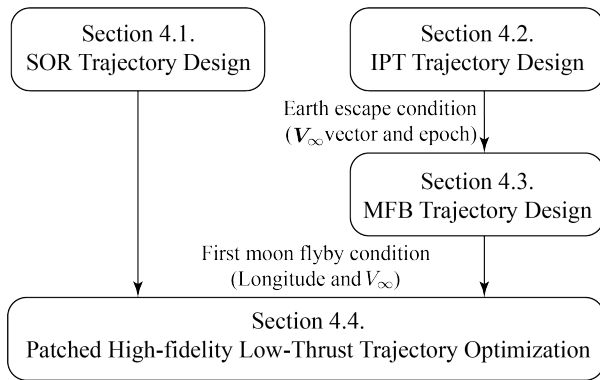 Section 4.1.
SOR Trajectory Design
Section 4.2.
IPT Trajectory Design
Earth escape condition
(V∞ vector and epoch)
Section 4.3.
MFB Trajectory Design
First moon flyby condition
(Longitude and V∞)
Section 4.4.
Patched High-fidelity Low-Thrust Trajectory Optimization